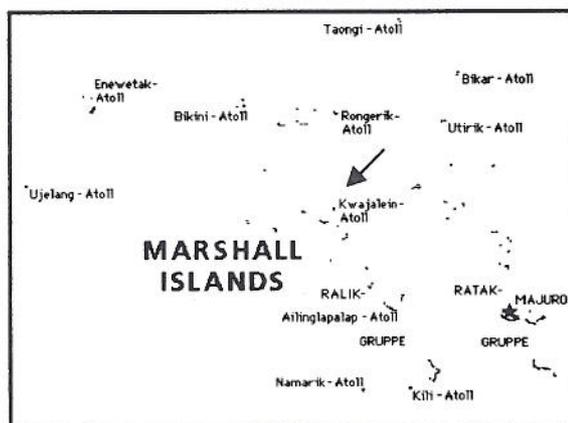 Taongi - Atoll
Bikar - Atoll
Enewetak-
Atoll
Bikini - Atoll
Rongerik-
Atoll
Utirik - Atoll
Ujelang - Atoll
Kwajalein-
Atoll
MARSHALL
ISLANDS
RALIK-
RATAK-
MAJURO
Ailinglapalap - Atoll
GRUPPE
GRUPPE
Namarik - Atoll
Kili - Atoll